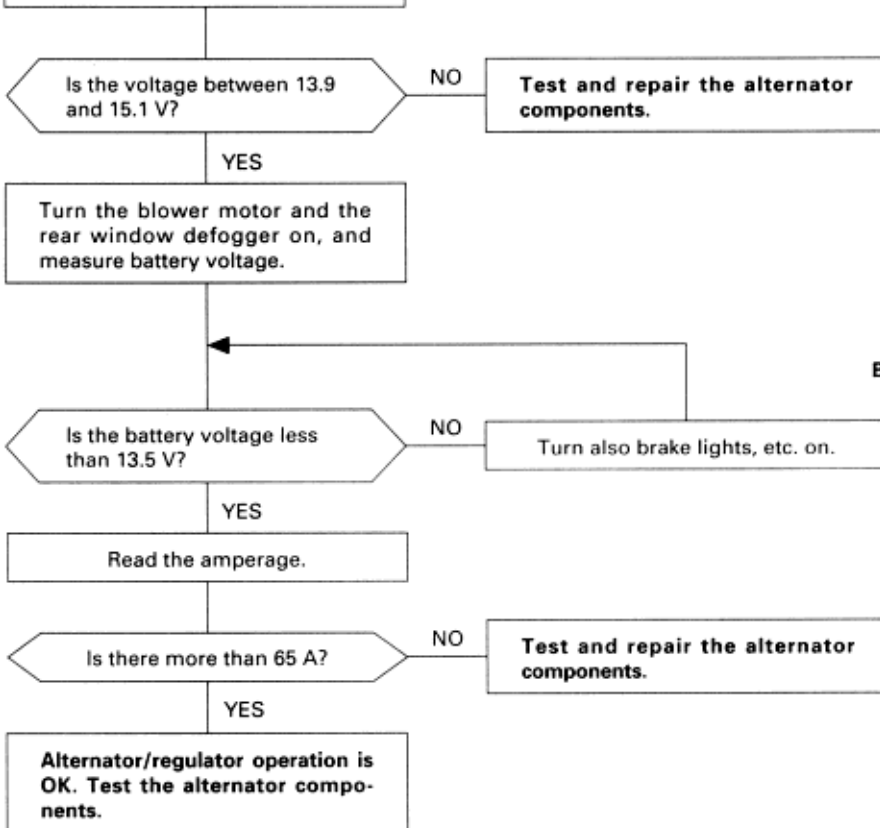 Is the voltage between 13.9
and 15.1 V?
NO
Test and repair the alternator
components.
YES
Turn the blower motor and the
rear window defogger on, and
measure battery voltage.
Is the battery voltage less
than 13.5 V?
NO
Turn also brake lights, etc. on.
YES
Read the amperage.
Is there more than 65 A?
NO
Test and repair the alternator
components.
YES
Alternator/regulator operation is
OK. Test the alternator compo-
nents.